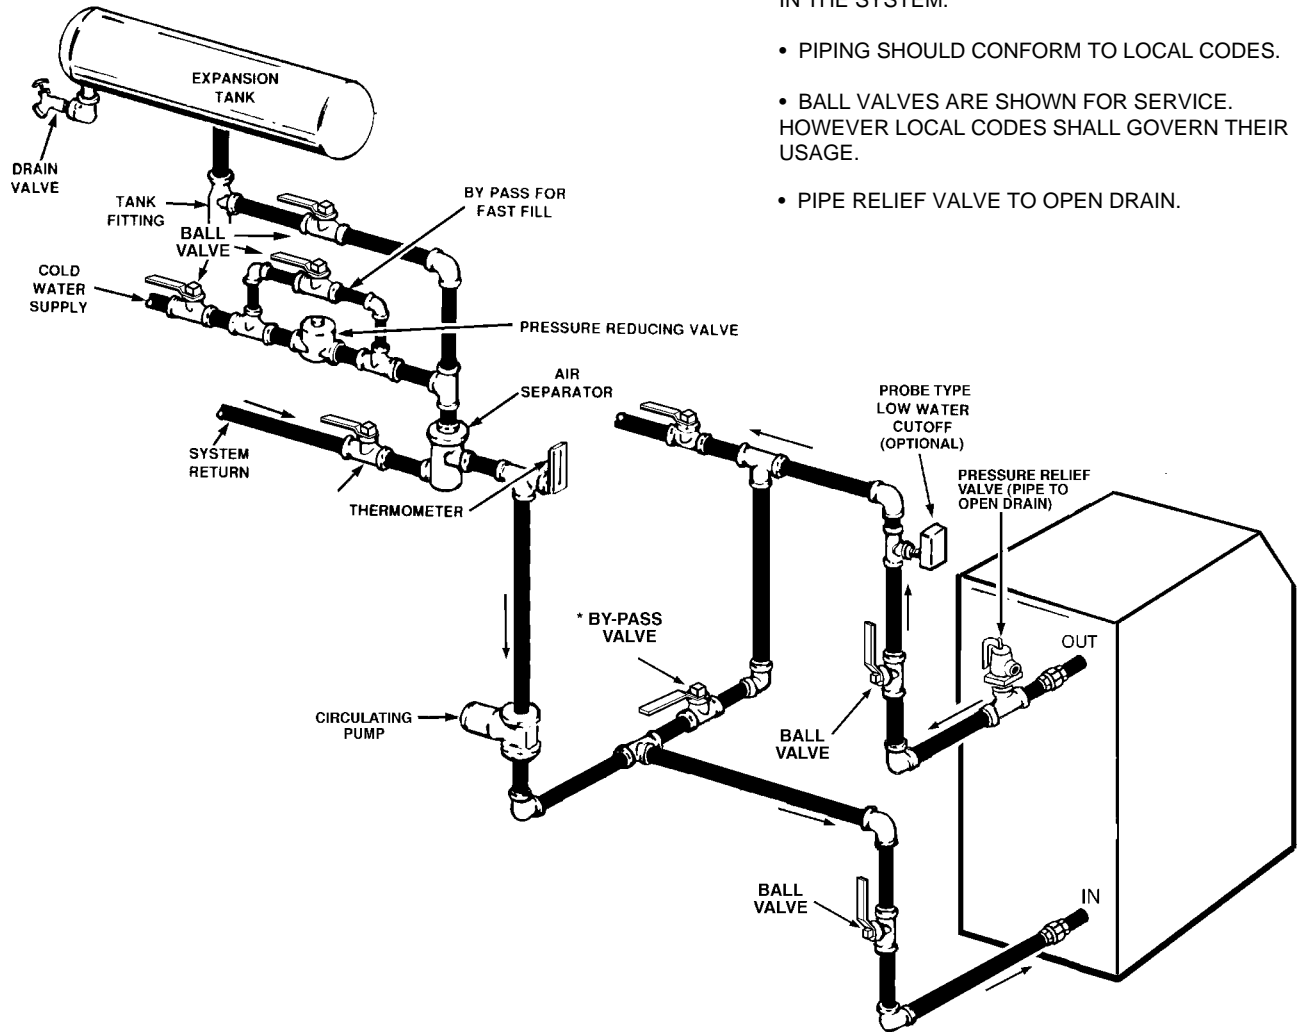 IN THE SYSTEM.
• PIPING SHOULD CONFORM TO LOCAL CODES.
• BALL VALVES ARE SHOWN FOR SERVICE.
HOWEVER LOCAL CODES SHALL GOVERN THEIR
USAGE.
• PIPE RELIEF VALVE TO OPEN DRAIN.
EXPANSION
TANK
DRAIN
VALVE
TANK
FITTING
BY PASS FOR
FAST FILL
BALL
VALVE
COLD
WATER
SUPPLY
PRESSURE REDUCING VALVE
AIR
SEPARATOR
SYSTEM
RETURN
THERMOMETER
PROBE TYPE
LOW WATER
CUTOFF
(OPTIONAL)
PRESSURE RELIEF
VALVE (PIPE TO
OPEN DRAIN)
* BY-PASS
VALVE
OUT
CIRCULATING
PUMP
BALL
VALVE
BALL
VALVE
IN